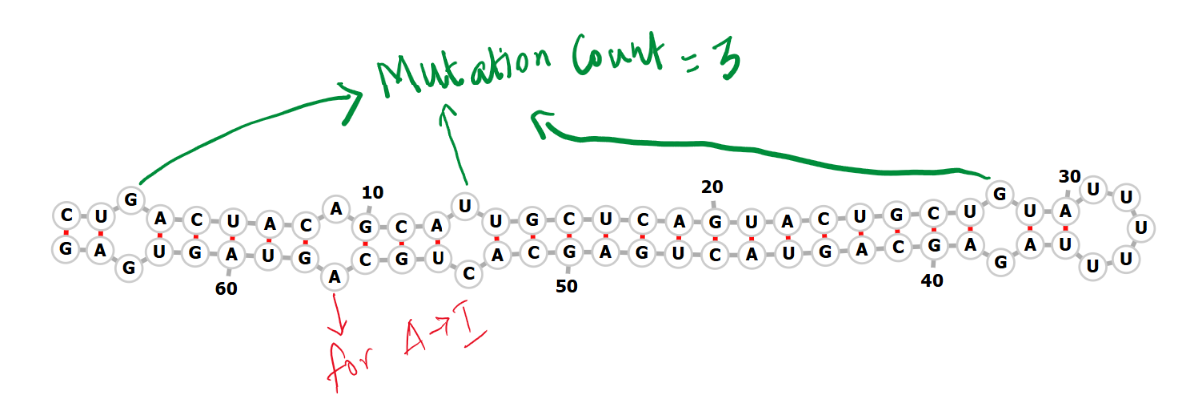 Mutation Count = 3
10 20 30
C U G A C U A C A G C A U U G C U C A G U A C U G C U G U A U U U
G A G U G A U G A C G U C A C G A G U C A U G A C G A G A U U U
60 50 40
for A → I